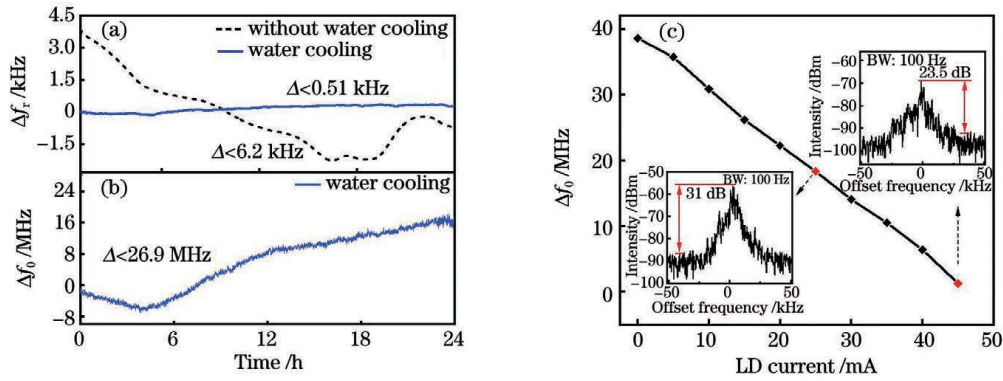 (a)
without water cooling
water cooling
Δ<0.51 kHz
Δ<6.2 kHz
4.5
3.0
1.5
0
-1.5
Δfr /kHz
(b)
water cooling
Δ<26.9 MHz
16
8
0
-8
Δf0 /MHz
0 6 12 18 24
Time /h
(c)
40
30
20
10
0
Δf0 /MHz
0 10 20 30 40 50
LD current /mA
BW: 100 Hz
23.5 dB
-60
-70
-80
-90
-100
Intensity /dBm
-50 0 50
Offset frequency /kHz
BW: 100 Hz
31 dB
-50
-60
-70
-80
-90
-100
Intensity /dBm
-50 0 50
Offset frequency /kHz